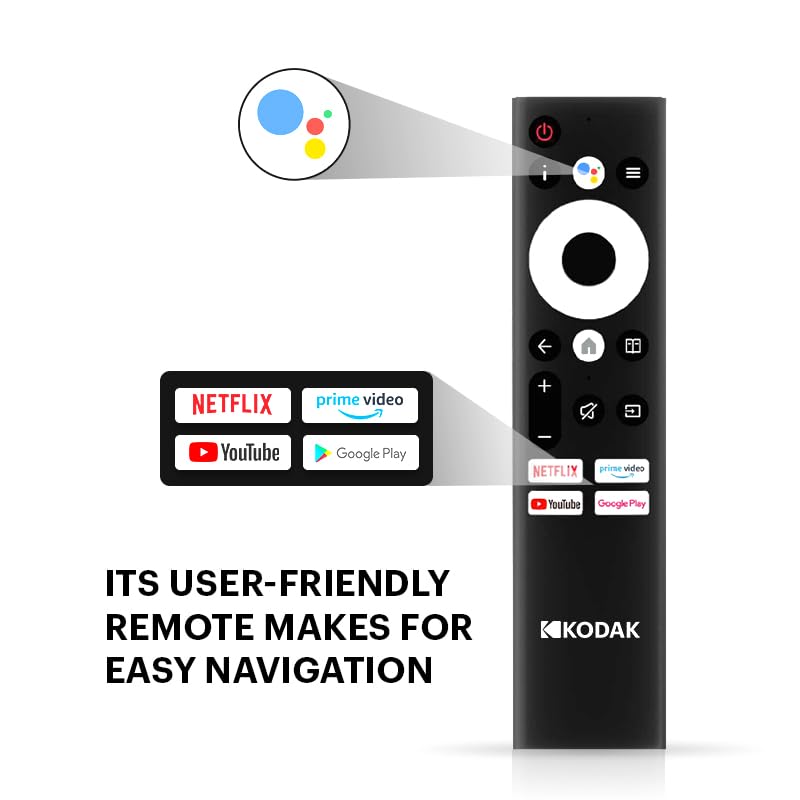 NETFLIX
prime video
YouTube
Google Play
NETFLIX
prime video
YouTube
Google Play
ITS USER-FRIENDLY
REMOTE MAKES FOR
EASY NAVIGATION
KODAK